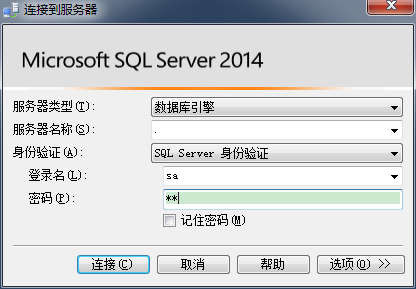 连接到服务器
Microsoft SQL Server 2014
服务器类型(T): 数据库引擎
服务器名称(S): .
身份验证(A): SQL Server 身份验证
登录名(L): sa
密码(P): **
记住密码(M)
连接(C) 取消 帮助 选项(O) >>